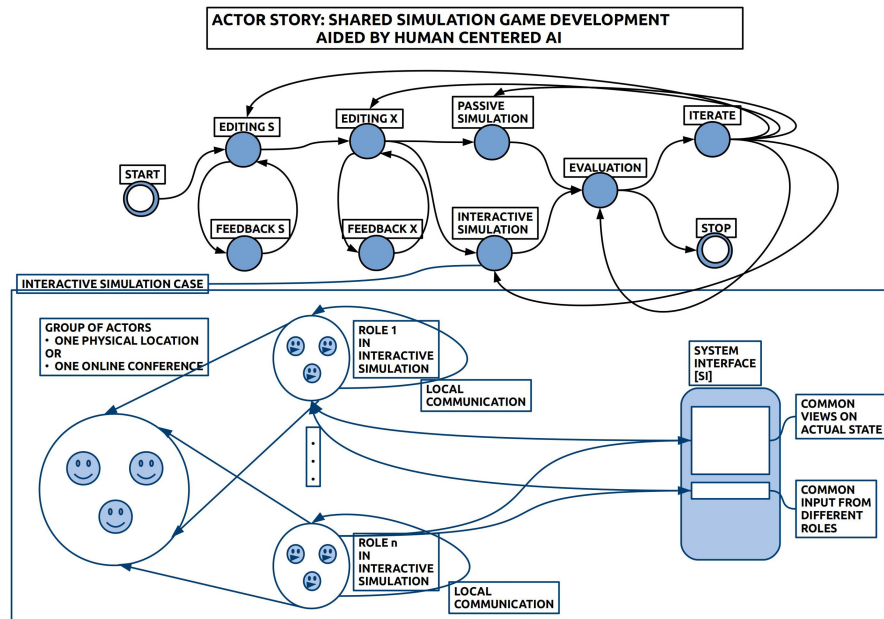 ACTOR STORY: SHARED SIMULATION GAME DEVELOPMENT
AIDED BY HUMAN CENTERED AI
START
EDITING S
FEEDBACK S
EDITING X
FEEDBACK X
PASSIVE
SIMULATION
INTERACTIVE
SIMULATION
EVALUATION
ITERATE
STOP
INTERACTIVE SIMULATION CASE
GROUP OF ACTORS
• ONE PHYSICAL LOCATION
OR
• ONE ONLINE CONFERENCE
ROLE 1
IN
INTERACTIVE
SIMULATION
LOCAL
COMMUNICATION
ROLE n
IN
INTERACTIVE
SIMULATION
LOCAL
COMMUNICATION
SYSTEM
INTERFACE
[SI]
COMMON
VIEWS ON
ACTUAL STATE
COMMON
INPUT FROM
DIFFERENT
ROLES